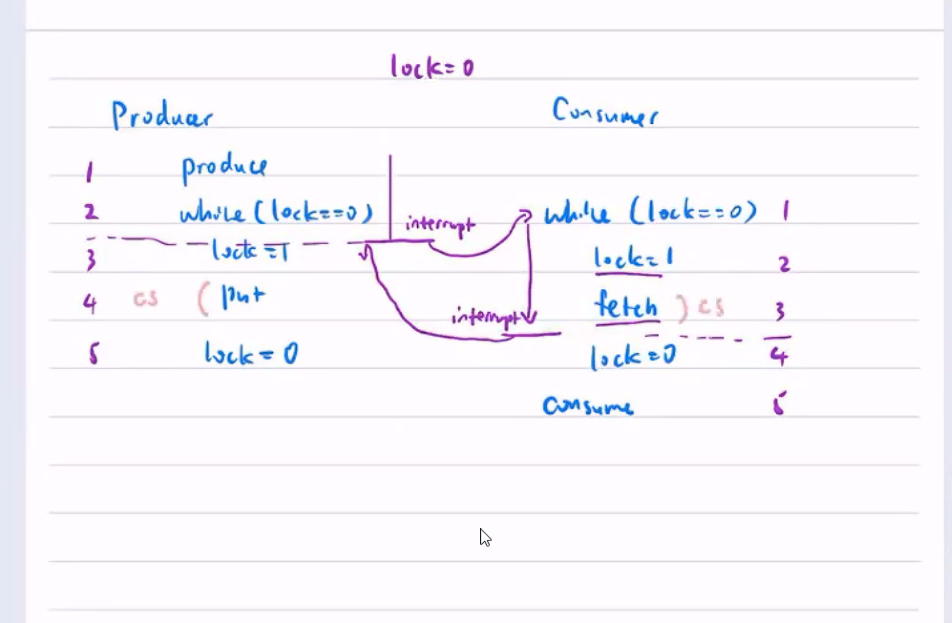 lock=0
Producer Consumer
1 produce
2 while (lock==0) interrupt while (lock==0) 1
3 lock=1 lock=1 2
4 cs ( put interrupt fetch ) cs 3
5 lock=0 lock=0 4
consume 5